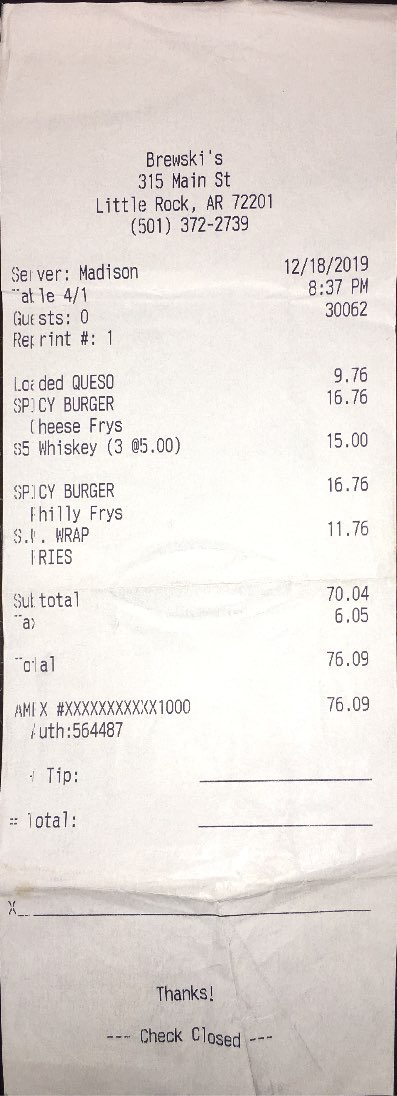 Brewski's
315 Main St
Little Rock, AR 72201
(501) 372-2739
Server: Madison 12/18/2019
Table 4/1 8:37 PM
Guests: 0 30062
Reprint #: 1
Loaded QUESO 9.76
SPICY BURGER 16.76
Cheese Frys
$5 Whiskey (3 @5.00) 15.00
SPICY BURGER 16.76
Philly Frys
WRAP 11.76
FRIES
Subtotal 70.04
Tax 6.05
Total 76.09
AMEX #XXXXXXXXXXX1000 76.09
Auth:564487
+ Tip:
= Total:
X
Thanks!
--- Check Closed ---